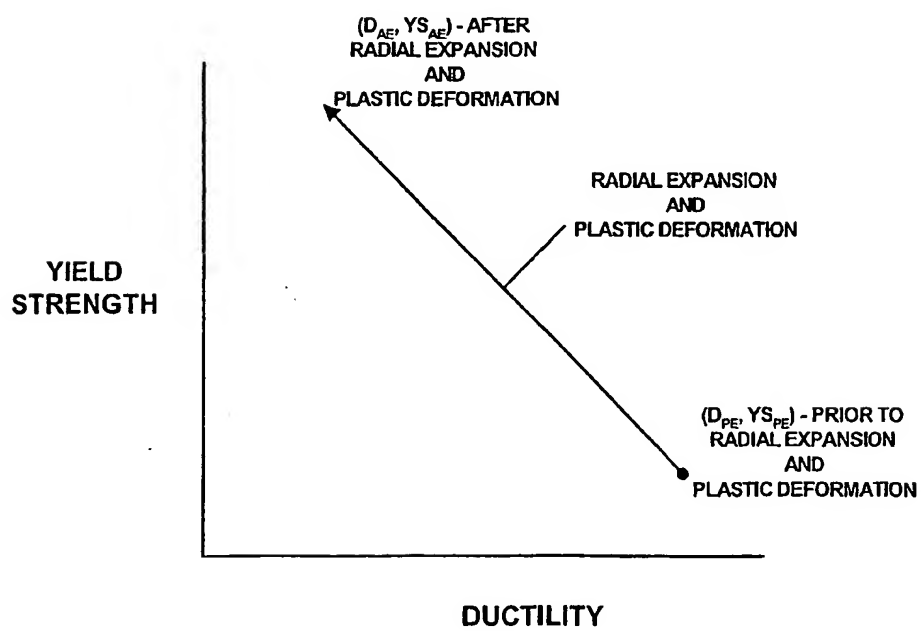 (D_AE, YS_AE) - AFTER
RADIAL EXPANSION
AND
PLASTIC DEFORMATION
RADIAL EXPANSION
AND
PLASTIC DEFORMATION
YIELD
STRENGTH
(D_PE, YS_PE) - PRIOR TO
RADIAL EXPANSION
AND
PLASTIC DEFORMATION
DUCTILITY